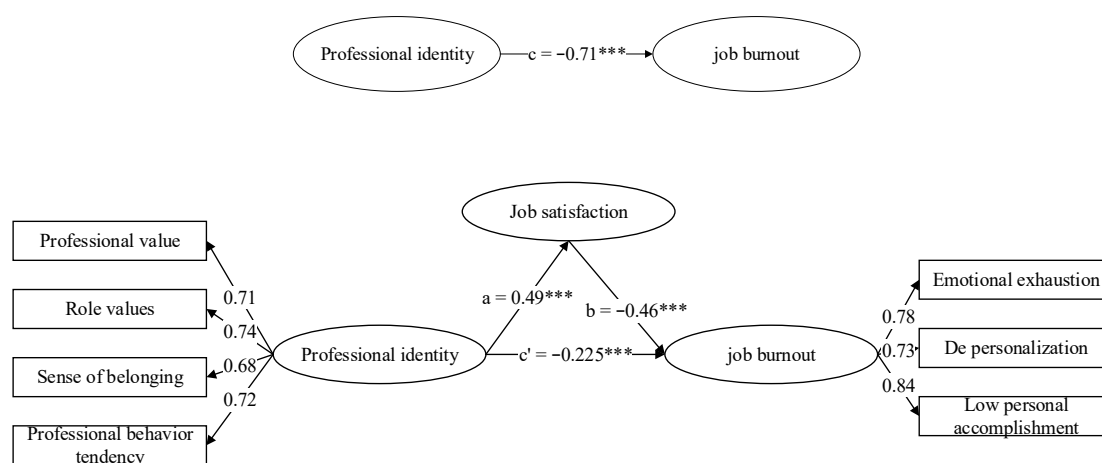 Professional identity
c = −0.71***
job burnout
Job satisfaction
Professional value
Role values
Sense of belonging
Professional behavior
tendency
0.71
0.74
0.68
0.72
Professional identity
a = 0.49***
b = −0.46***
c' = −0.225***
job burnout
0.78
0.73
0.84
Emotional exhaustion
De personalization
Low personal
accomplishment